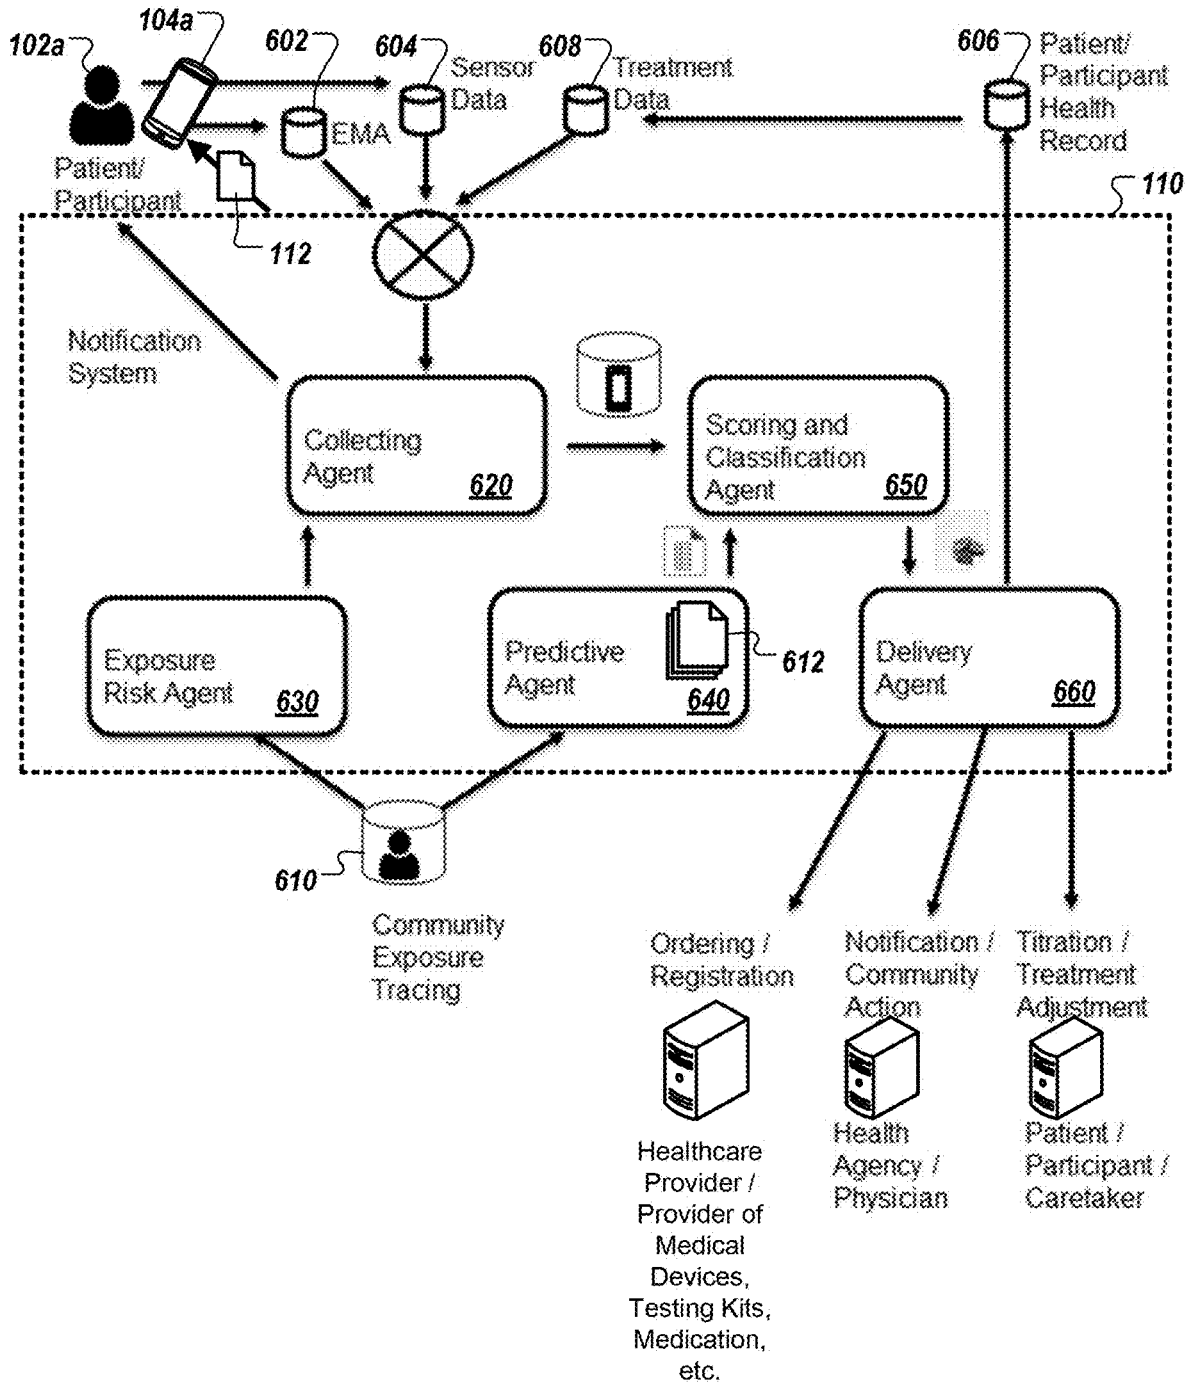 102a
104a
602
604
608
606
Sensor
Data
Treatment
Data
Patient/
Participant
Health
Record
EMA
Patient/
Participant
112
110
Notification
System
Collecting
Agent
620
Scoring and
Classification
Agent
650
Exposure
Risk Agent
630
Predictive
Agent
640
612
Delivery
Agent
660
610
Community
Exposure
Tracing
Ordering /
Registration
Notification /
Community
Action
Titration /
Treatment
Adjustment
Healthcare
Provider /
Provider of
Medical
Devices,
Testing Kits,
Medication,
etc.
Health
Agency /
Physician
Patient /
Participant /
Caretaker